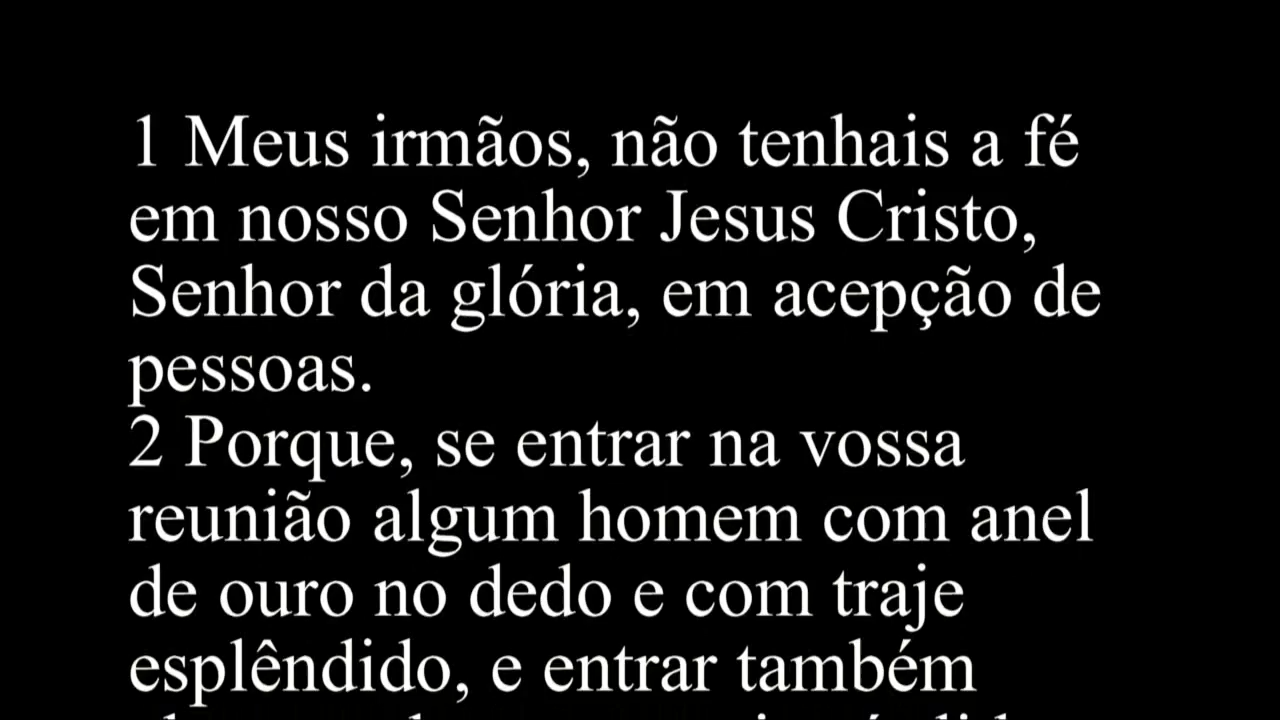 1 Meus irmãos, não tenhais a fé
em nosso Senhor Jesus Cristo,
Senhor da glória, em acepção de
pessoas.
2 Porque, se entrar na vossa
reunião algum homem com anel
de ouro no dedo e com traje
esplêndido, e entrar também